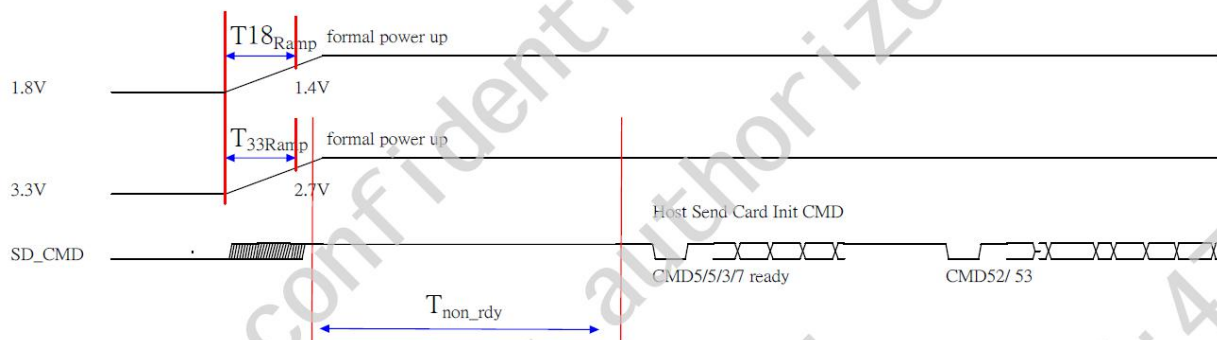 T18Ramp formal power up
1.8V
1.4V
T33Ramp formal power up
3.3V
2.7V
Host Send Card Init CMD
SD_CMD
CMD5/5/3/7 ready
CMD52/ 53
Tnon_rdy
confident
authorize